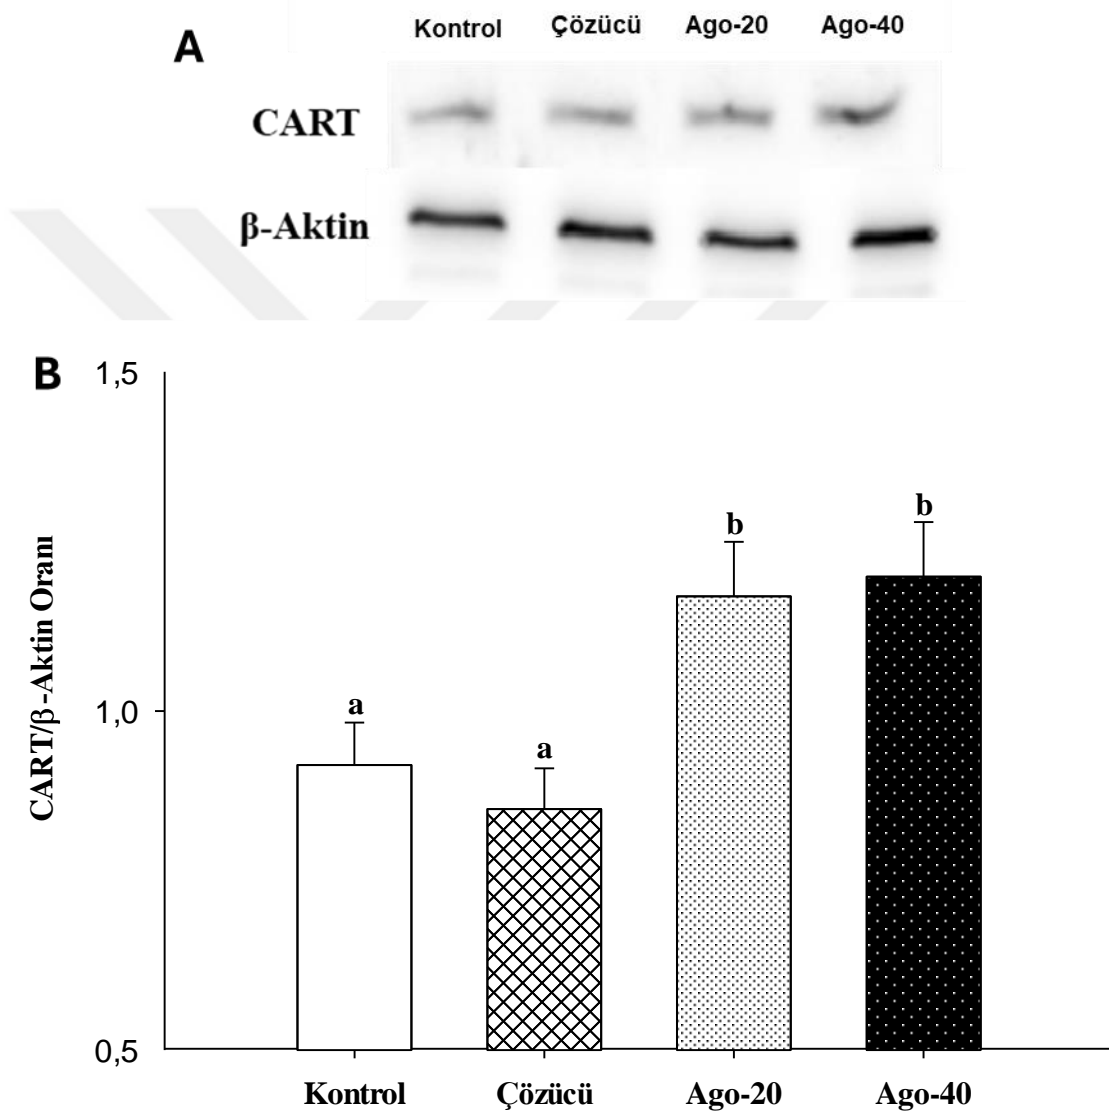 A
Kontrol Çözücü Ago-20 Ago-40
CART
β-Aktin
B
1,5
1,0
0,5
CART/β-Aktin Oranı
a
a
b
b
Kontrol Çözücü Ago-20 Ago-40